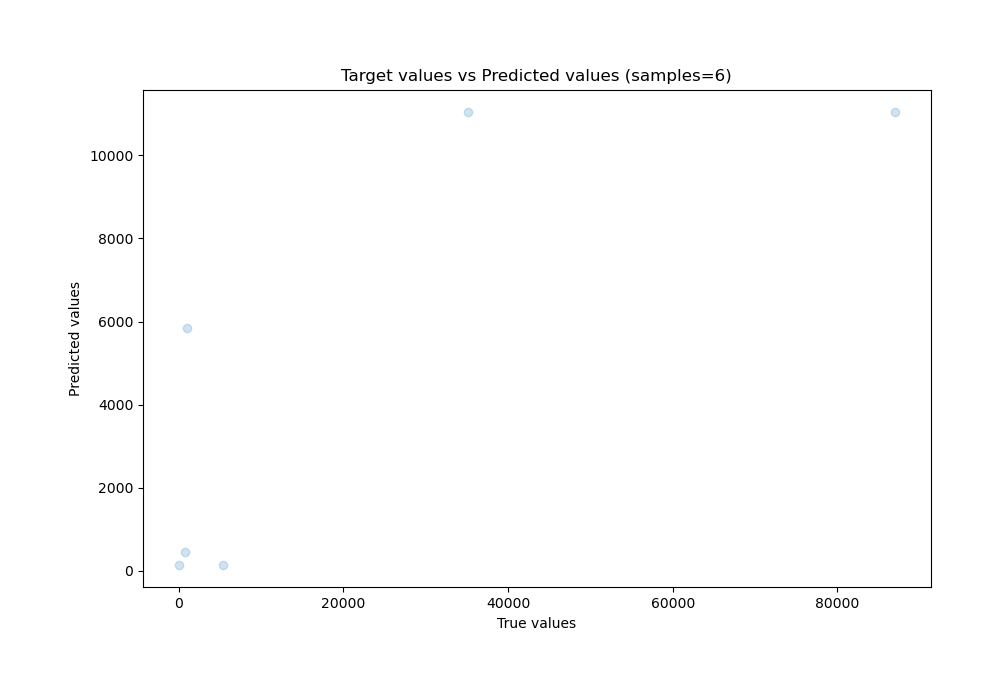 Target values vs Predicted values (samples=6)
10000
8000
6000
4000
2000
0
Predicted values
0 20000 40000 60000 80000
True values